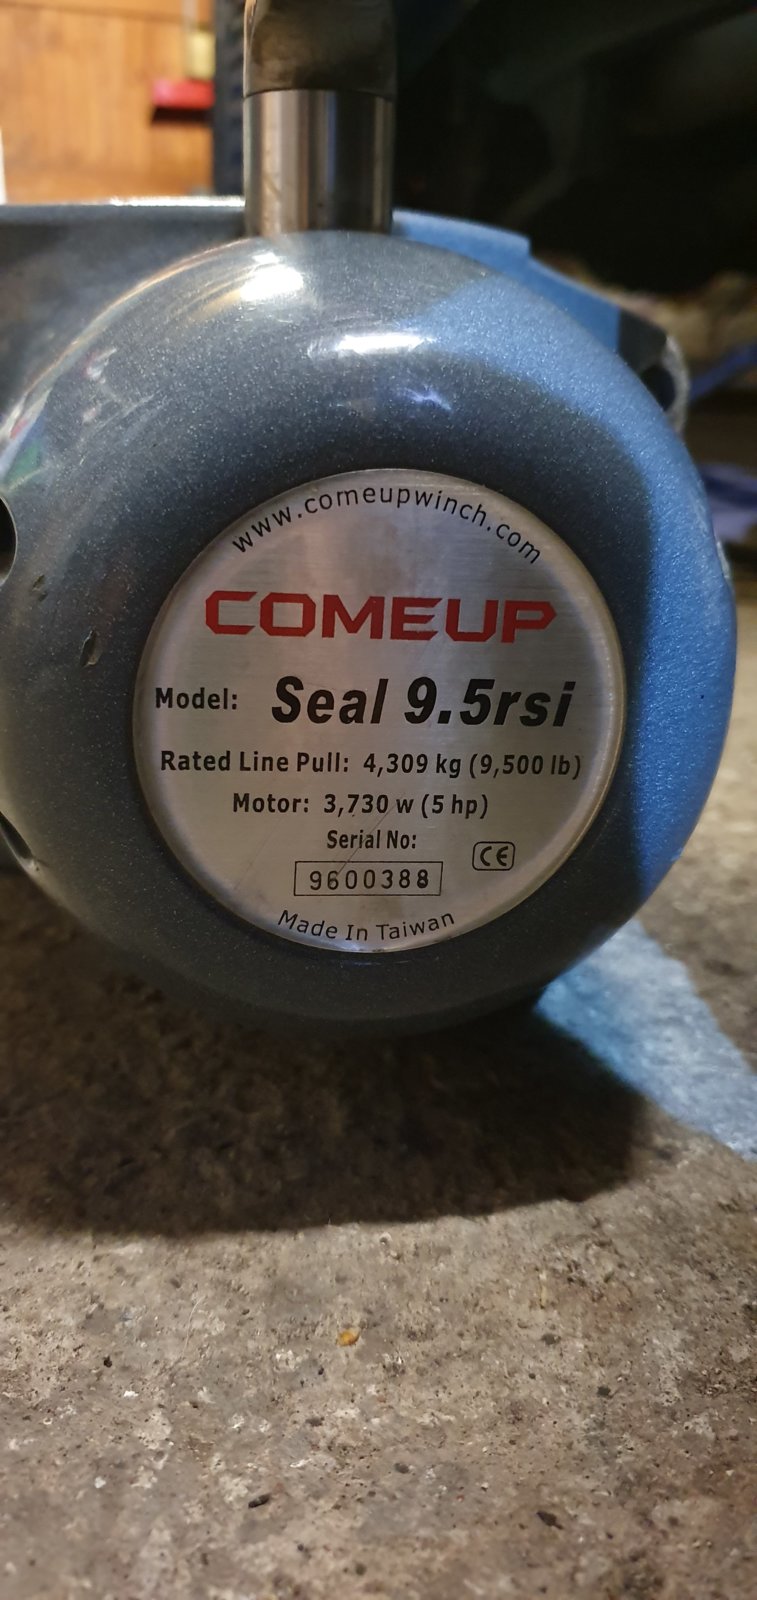 www.comeupwinch.com
COMEUP
Model: Seal 9.5rsi
Rated Line Pull: 4,309 kg (9,500 lb)
Motor: 3,730 w (5 hp)
Serial No:
CE
9600388
Made In Taiwan